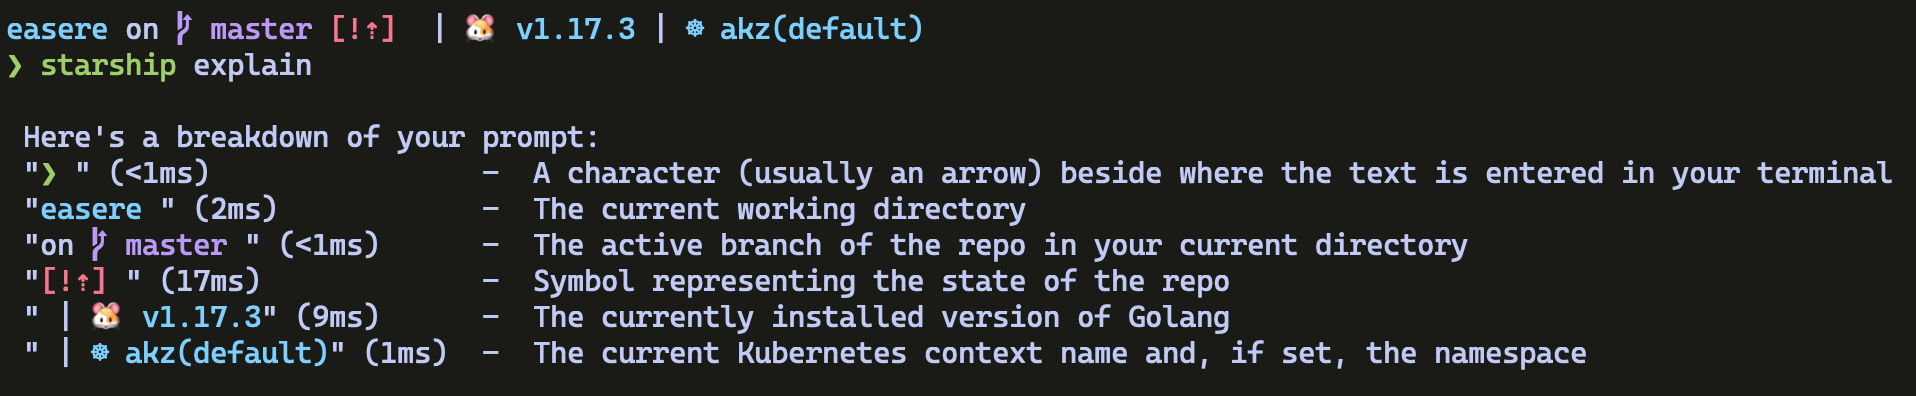 easere on  master [!⇡]  | 🐹 v1.17.3 | ☸ akz(default)
❯ starship explain
Here's a breakdown of your prompt:
"❯ " (<1ms)                -  A character (usually an arrow) beside where the text is entered in your terminal
"easere " (2ms)            -  The current working directory
"on  master " (<1ms)      -  The active branch of the repo in your current directory
"[!⇡] " (17ms)             -  Symbol representing the state of the repo
" | 🐹 v1.17.3" (9ms)      -  The currently installed version of Golang
" | ☸ akz(default)" (1ms)  -  The current Kubernetes context name and, if set, the namespace